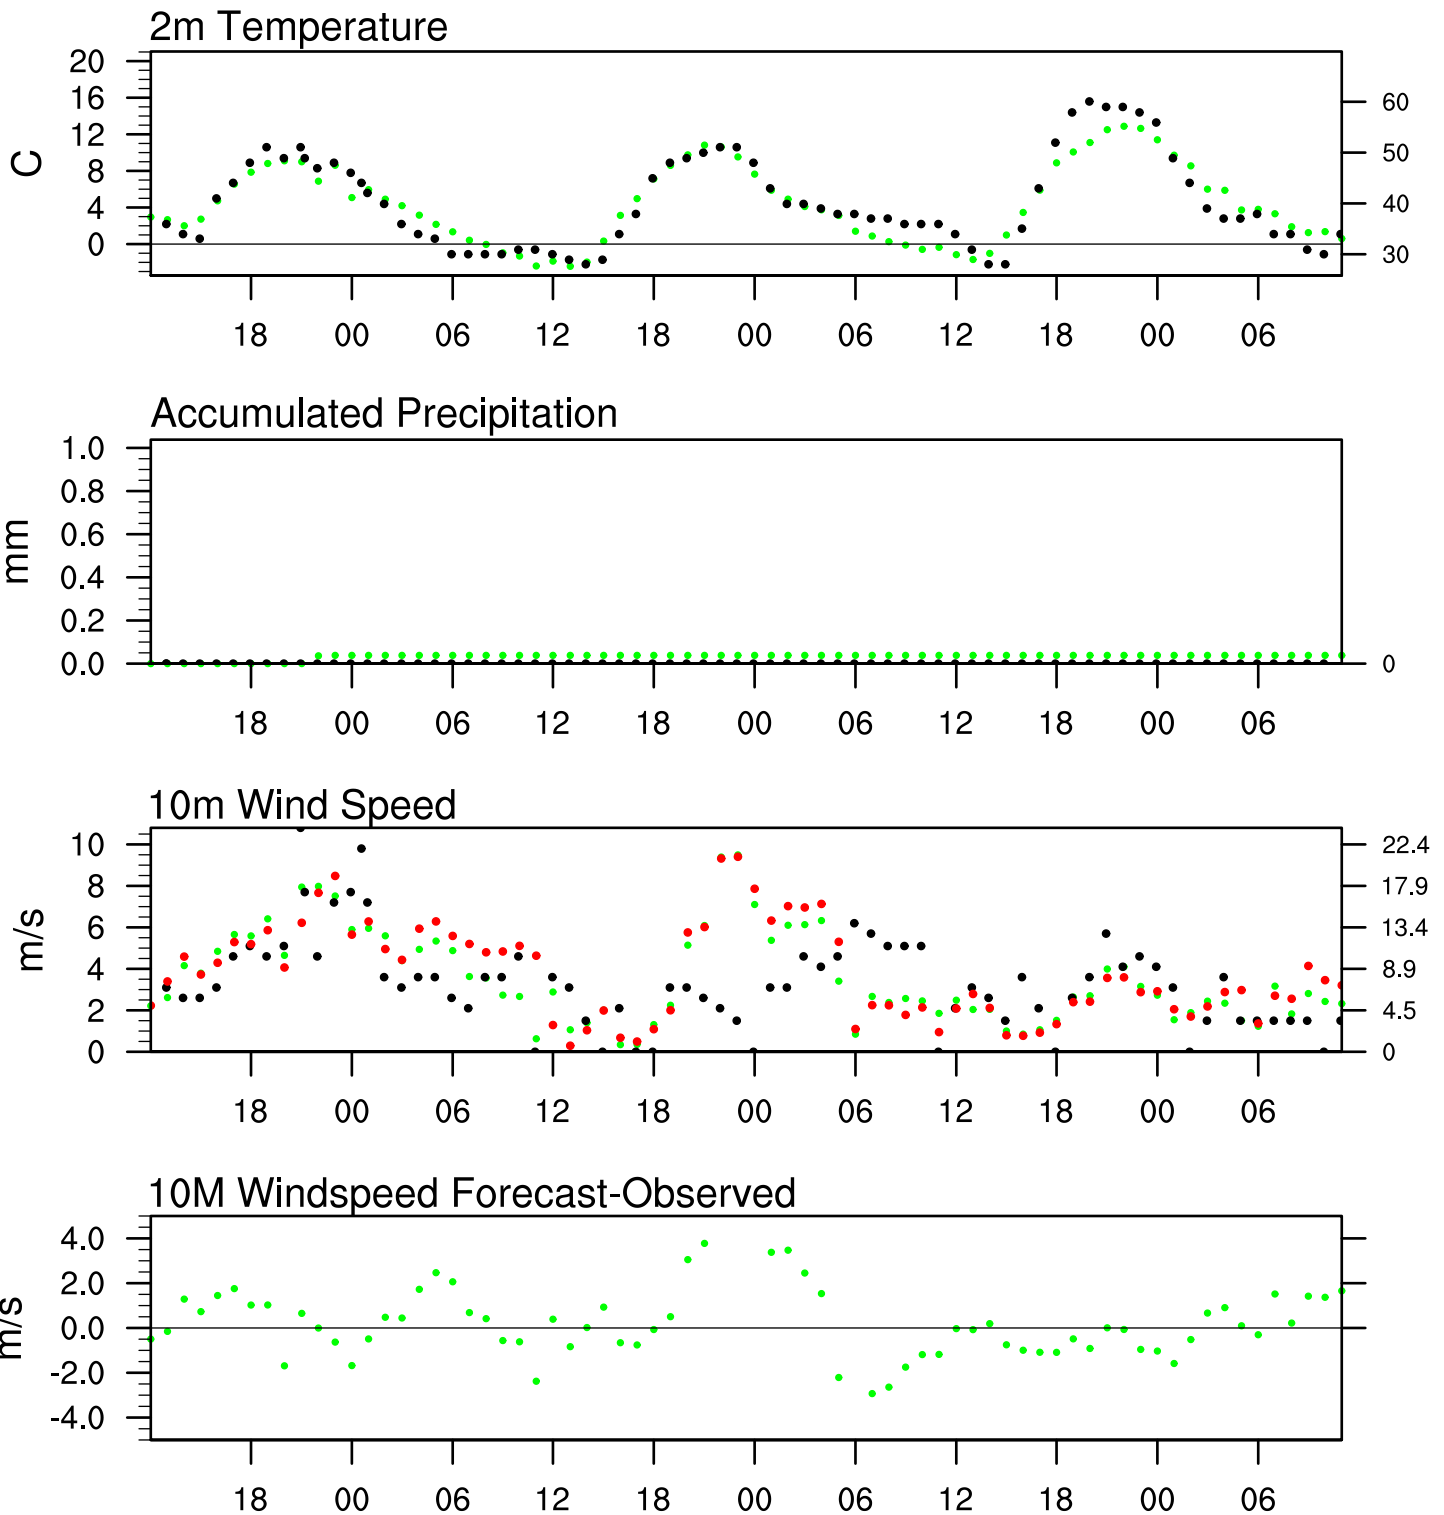 2m Temperature
20
16
12
8
4
0
C
60
50
40
30
18 00 06 12 18 00 06 12 18 00 06
Accumulated Precipitation
1.0
0.8
0.6
0.4
0.2
0.0
mm
0
18 00 06 12 18 00 06 12 18 00 06
10m Wind Speed
10
8
6
4
2
0
m/s
22.4
17.9
13.4
8.9
4.5
0
18 00 06 12 18 00 06 12 18 00 06
10M Windspeed Forecast-Observed
4.0
2.0
0.0
-2.0
-4.0
m/s
18 00 06 12 18 00 06 12 18 00 06